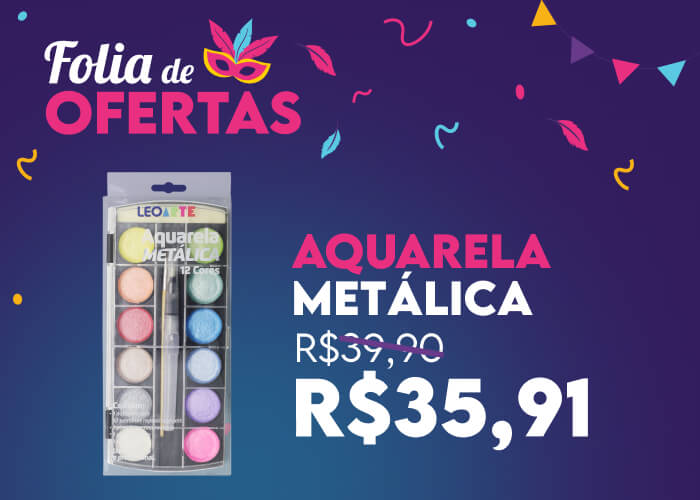 Folia de
OFERTAS
LEOARTE
Aquarela
METÁLICA
12 Cores
AQUARELA
METÁLICA
R$39,90
R$35,91